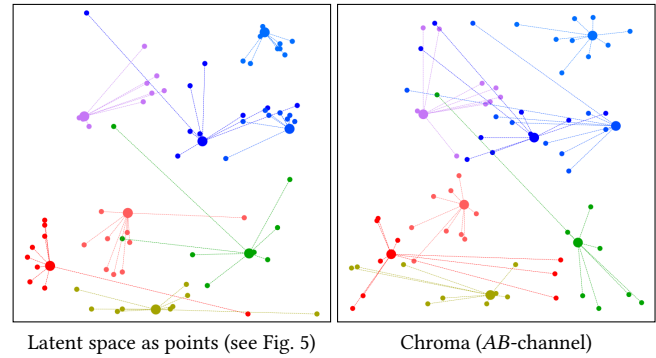 Latent space as points (see Fig. 5)
Chroma (AB-channel)